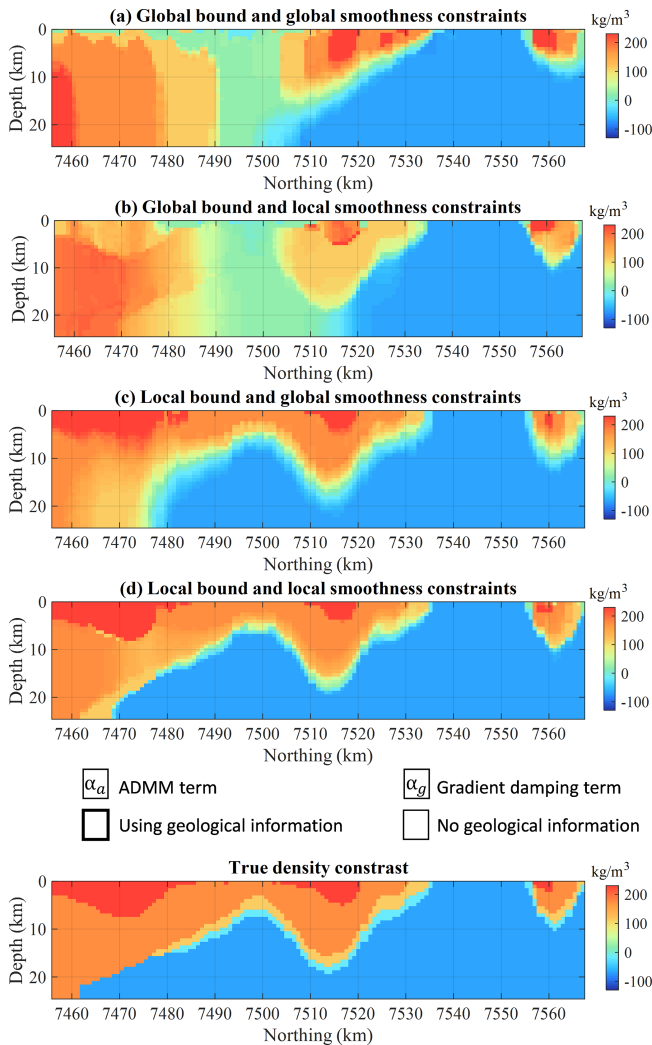 (a) Global bound and global smoothness constraints
kg/m³
0
10
20
Depth (km)
7460 7470 7480 7490 7500 7510 7520 7530 7540 7550 7560
Northing (km)
200
100
0
-100
(b) Global bound and local smoothness constraints
kg/m³
0
10
20
Depth (km)
7460 7470 7480 7490 7500 7510 7520 7530 7540 7550 7560
Northing (km)
200
100
0
-100
(c) Local bound and global smoothness constraints
kg/m³
0
10
20
Depth (km)
7460 7470 7480 7490 7500 7510 7520 7530 7540 7550 7560
Northing (km)
200
100
0
-100
(d) Local bound and local smoothness constraints
kg/m³
0
10
20
Depth (km)
7460 7470 7480 7490 7500 7510 7520 7530 7540 7550 7560
Northing (km)
200
100
0
-100
αₐ ADMM term
α_g Gradient damping term
Using geological information
No geological information
True density constrast
kg/m³
0
10
20
Depth (km)
7460 7470 7480 7490 7500 7510 7520 7530 7540 7550 7560
Northing (km)
200
100
0
-100